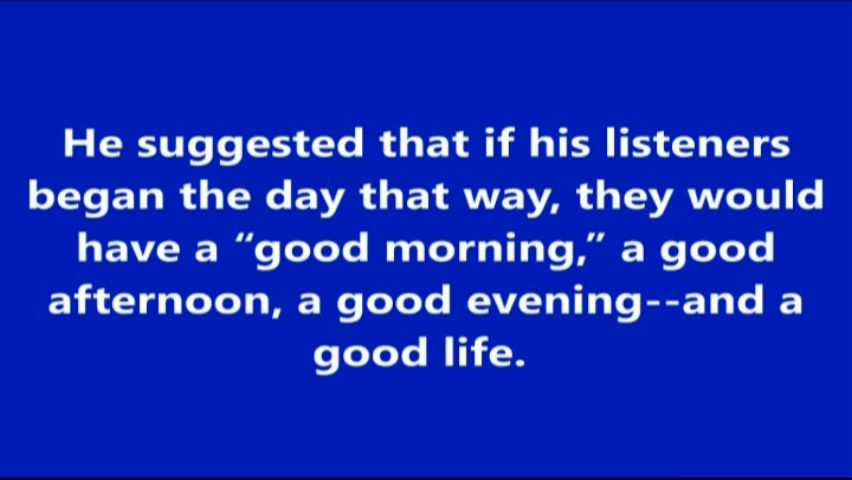 He suggested that if his listeners
began the day that way, they would
have a “good morning,” a good
afternoon, a good evening--and a
good life.